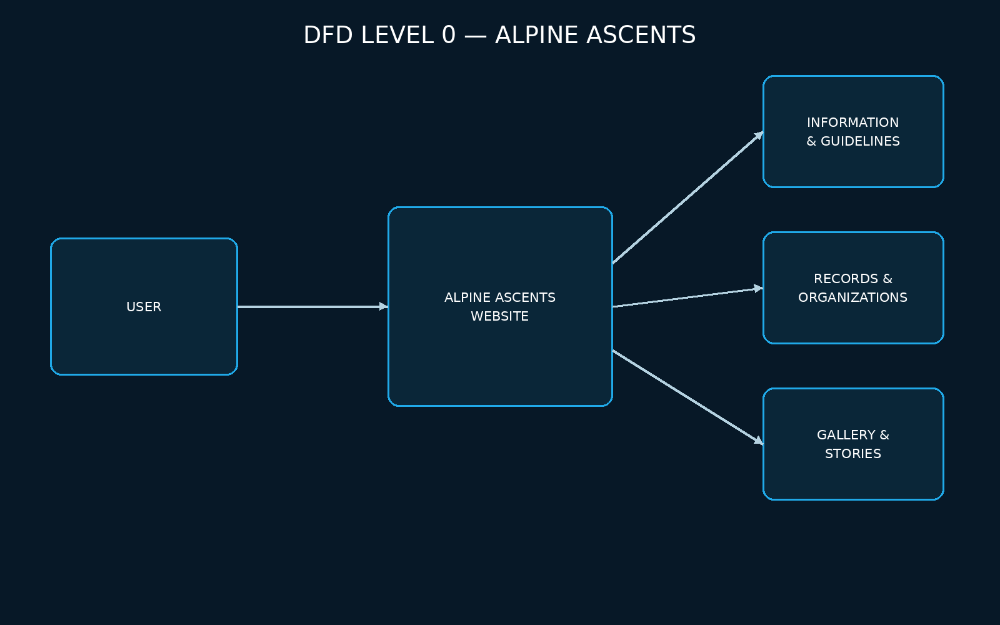 DFD LEVEL 0 — ALPINE ASCENTS
USER
ALPINE ASCENTS
WEBSITE
INFORMATION
& GUIDELINES
RECORDS &
ORGANIZATIONS
GALLERY &
STORIES